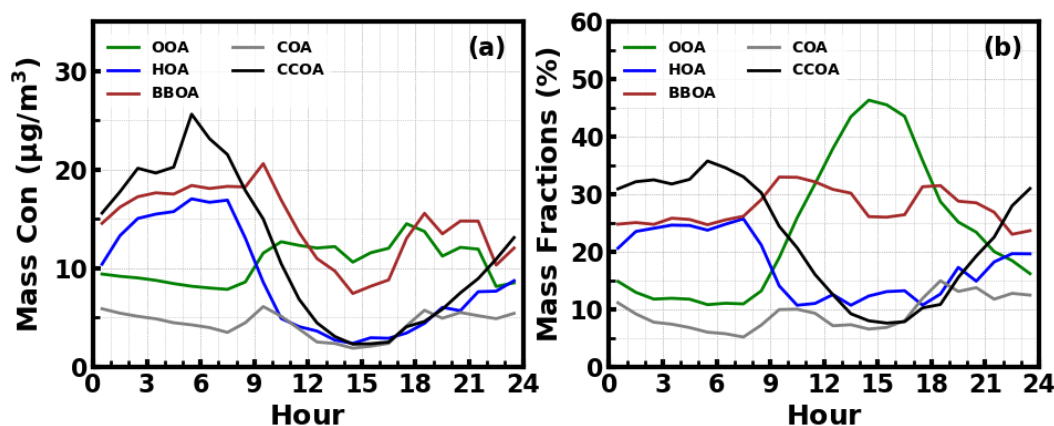 (a)
OOA
COA
HOA
CCOA
BBOA
Mass Con (μg/m³)
30
20
10
0
0 3 6 9 12 15 18 21 24
Hour
(b)
OOA
COA
HOA
CCOA
BBOA
Mass Fractions (%)
60
50
40
30
20
10
0
0 3 6 9 12 15 18 21 24
Hour